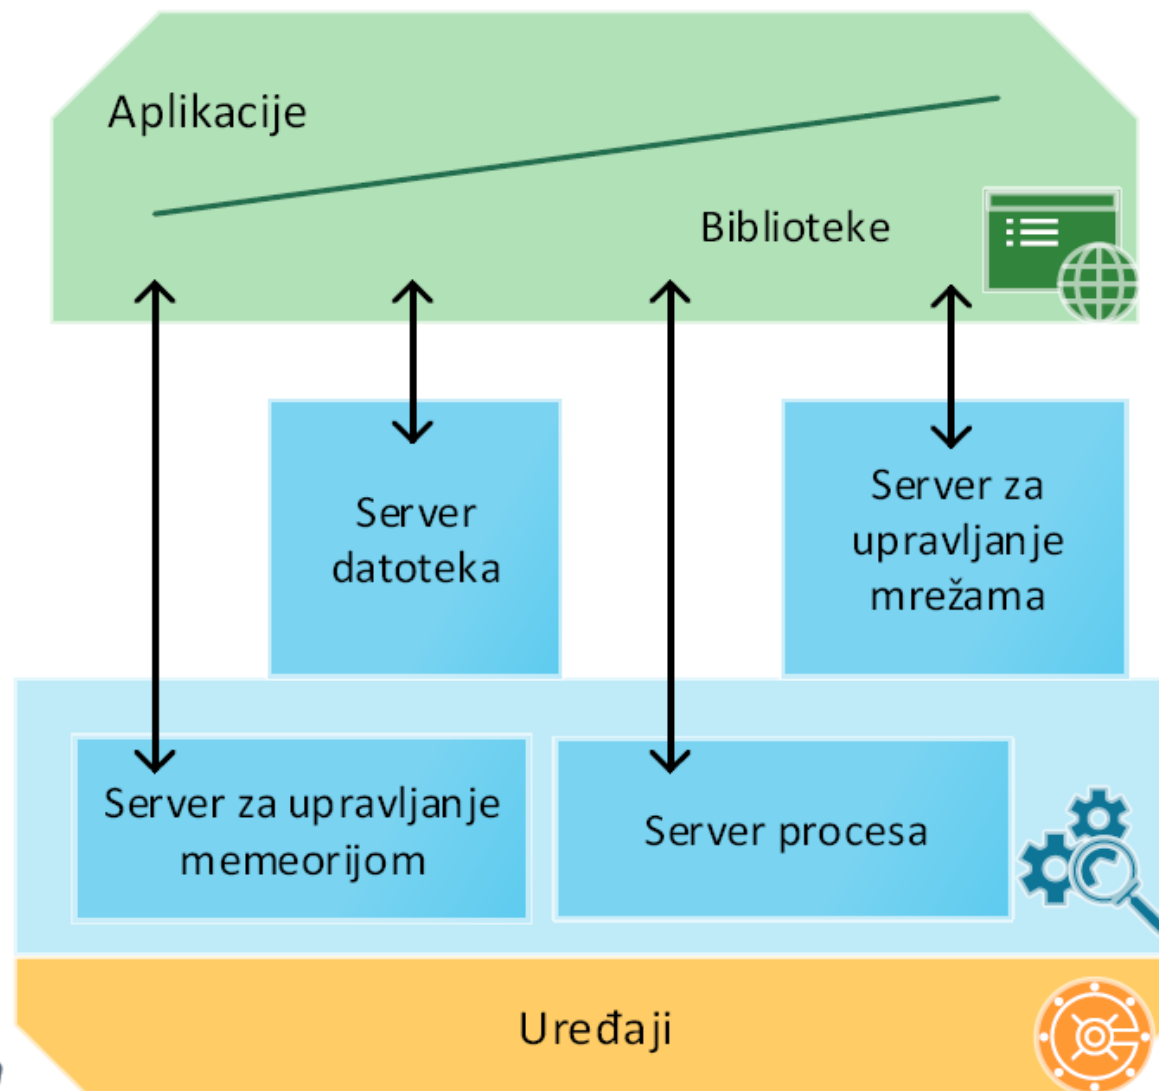 Aplikacije
Biblioteke
Server
datoteka
Server za
upravljanje
mrežama
Server za upravljanje
memeorijom
Server procesa
Uređaji